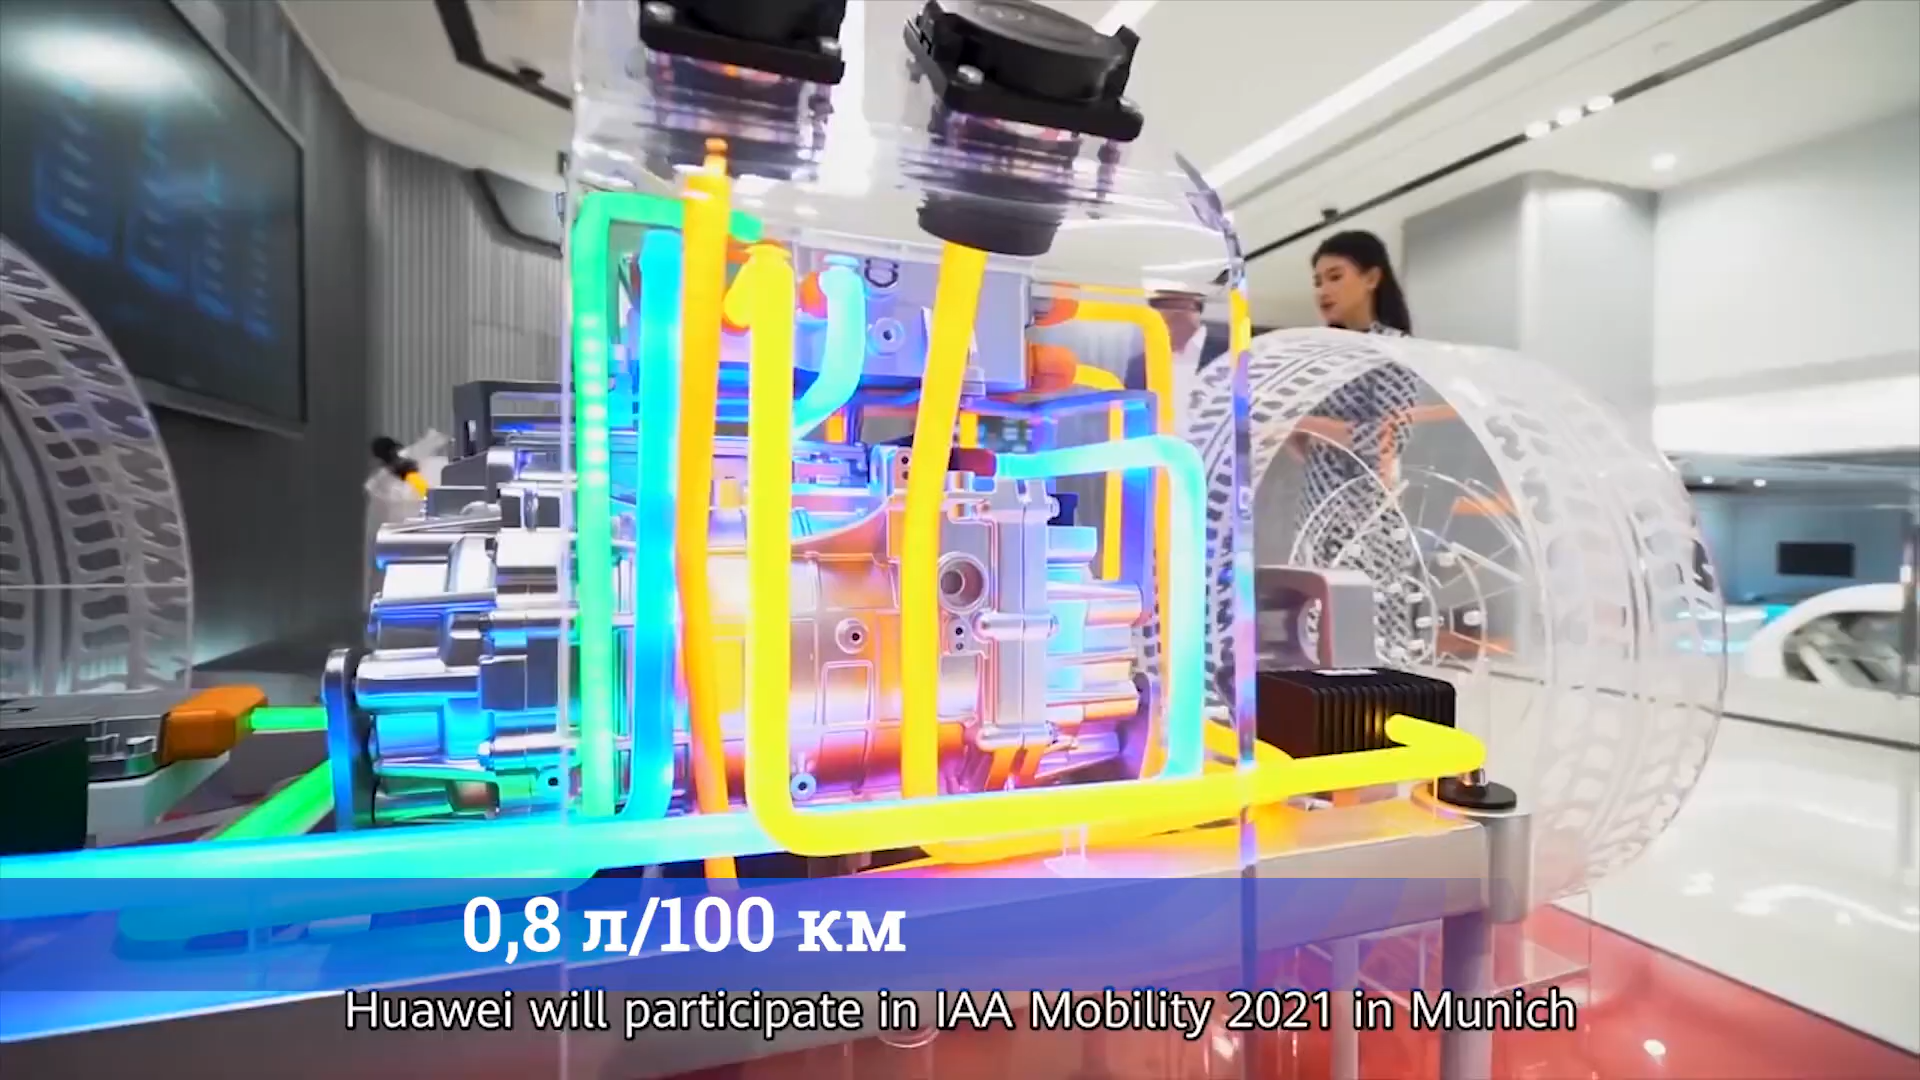 0,8 л/100 км
Huawei will participate in IAA Mobility 2021 in Munich